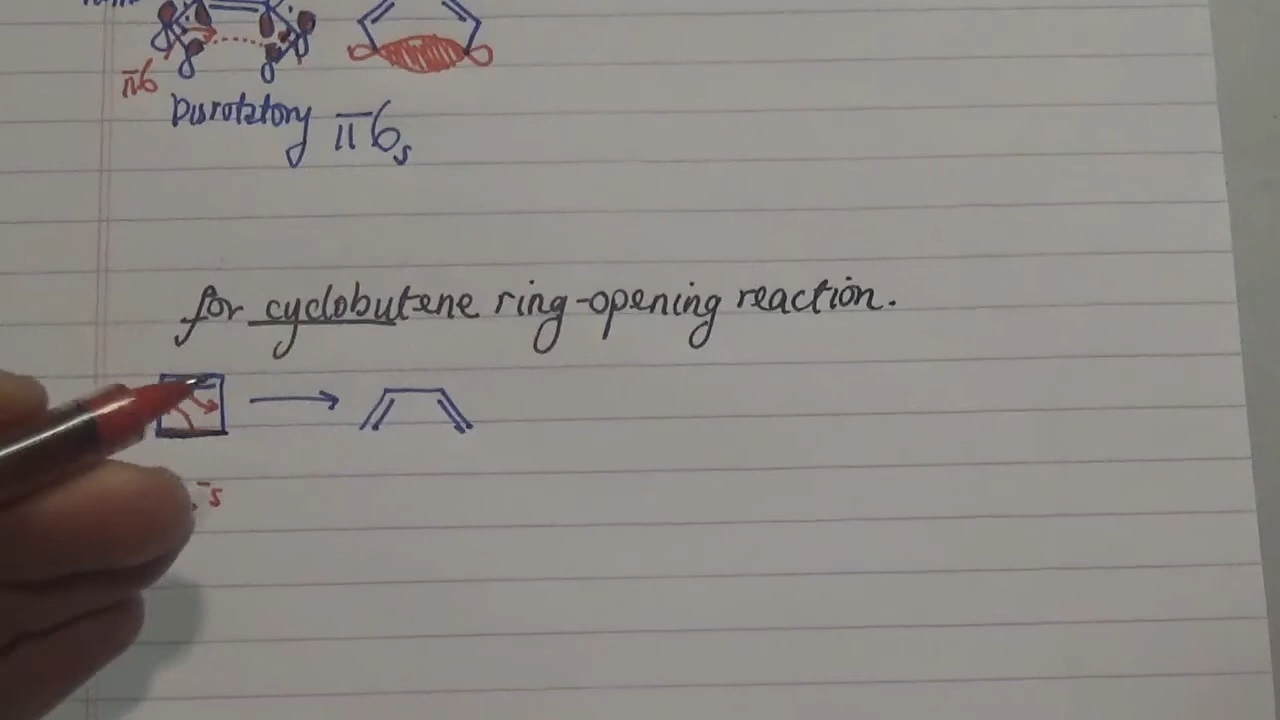 π6
Disrotatory π6s
for cyclobutene ring-opening reaction.
s